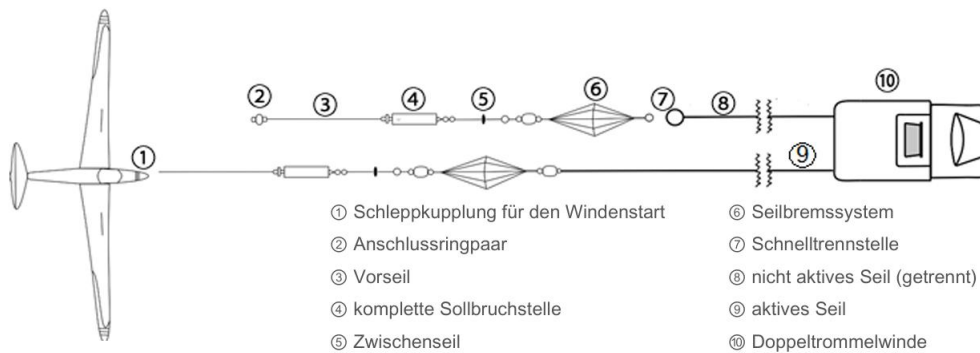 ② ③ ④ ⑤ ⑥ ⑦ ⑧ ⑩
① ⑨
① Schleppkupplung für den Windenstart
② Anschlussringpaar
③ Vorseil
④ komplette Sollbruchstelle
⑤ Zwischenseil
⑥ Seilbremssystem
⑦ Schnelltrennstelle
⑧ nicht aktives Seil (getrennt)
⑨ aktives Seil
⑩ Doppeltrommelwinde